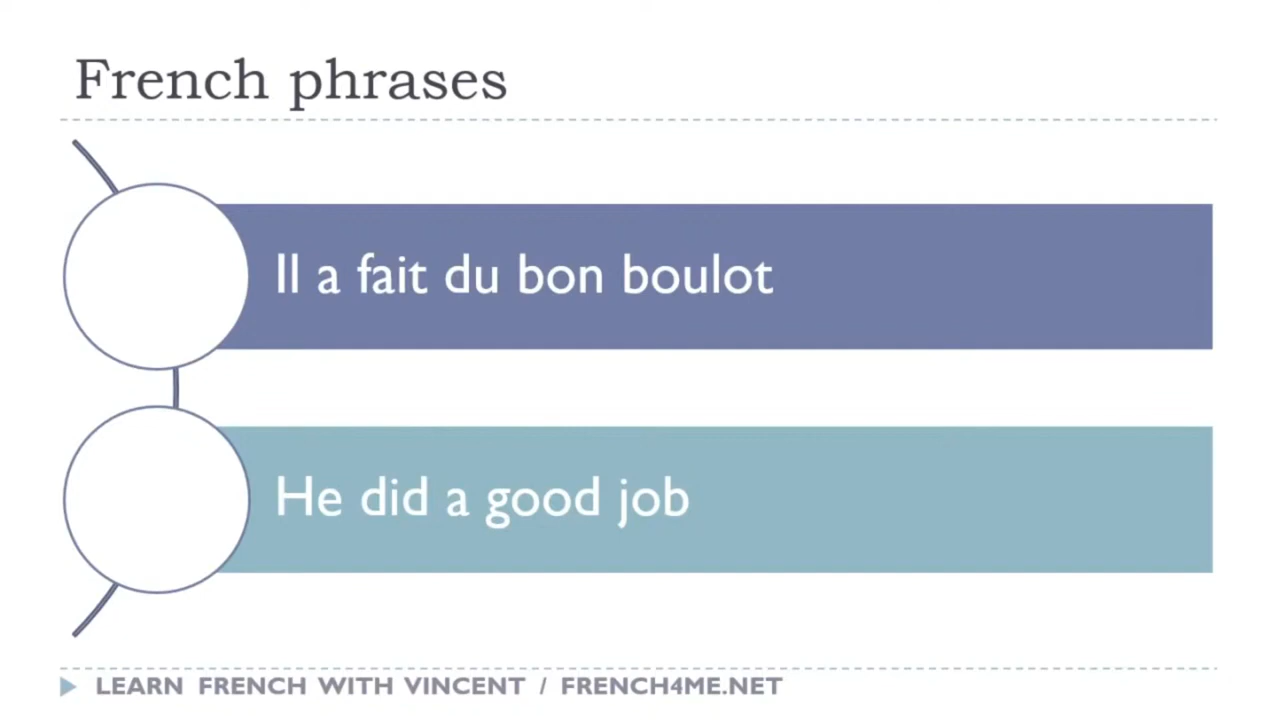 French phrases
Il a fait du bon boulot
He did a good job
LEARN FRENCH WITH VINCENT / FRENCH4ME.NET